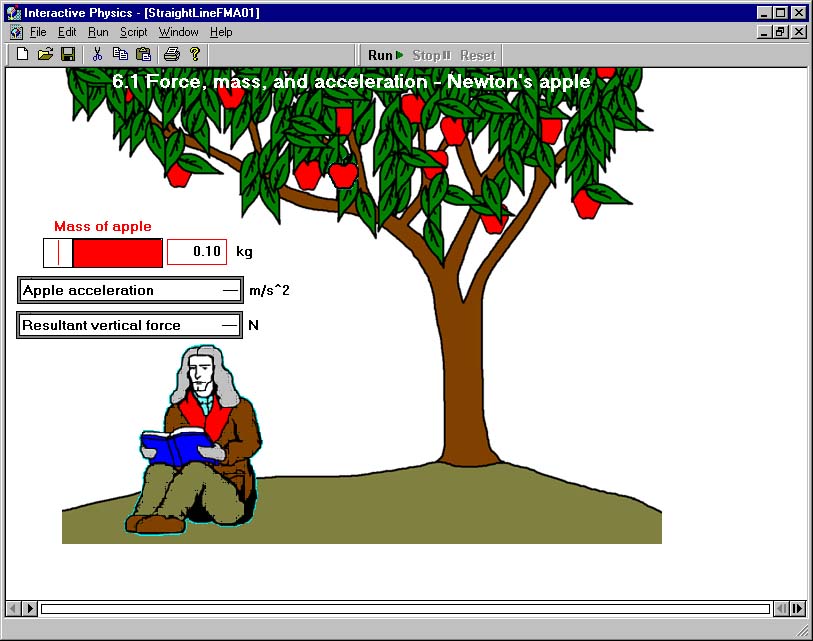 Interactive Physics - [StraightLineFMA01]
File Edit Run Script Window Help
Run Stop Reset
6.1 Force, mass, and acceleration - Newton's apple
Mass of apple
0.10 kg
Apple acceleration — m/s^2
Resultant vertical force — N